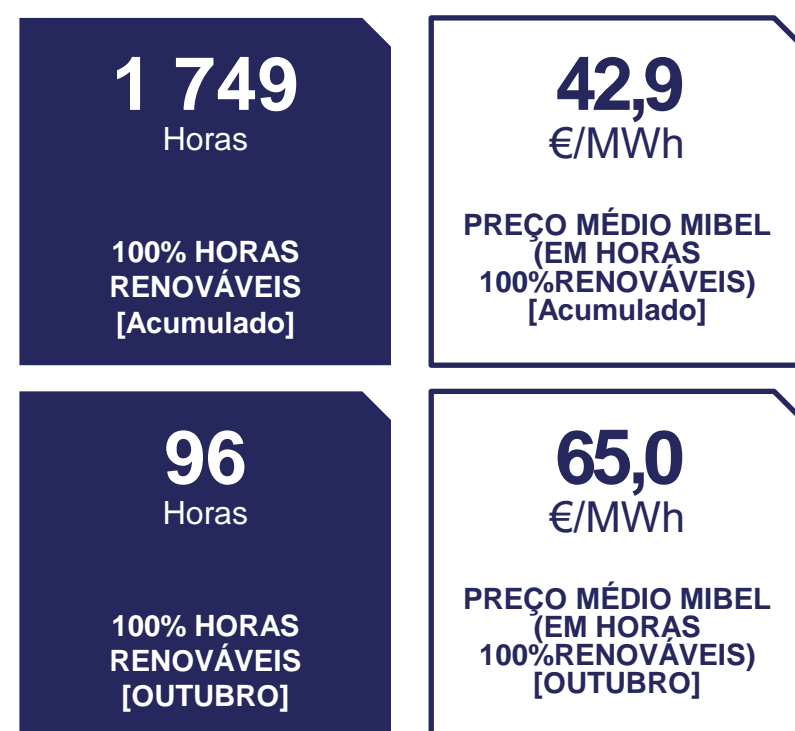 1 749
Horas
100% HORAS
RENOVÁVEIS
[Acumulado]
42,9
€/MWh
PREÇO MÉDIO MIBEL
(EM HORAS
100%RENOVÁVEIS)
[Acumulado]
96
Horas
100% HORAS
RENOVÁVEIS
[OUTUBRO]
65,0
€/MWh
PREÇO MÉDIO MIBEL
(EM HORAS
100%RENOVÁVEIS)
[OUTUBRO]